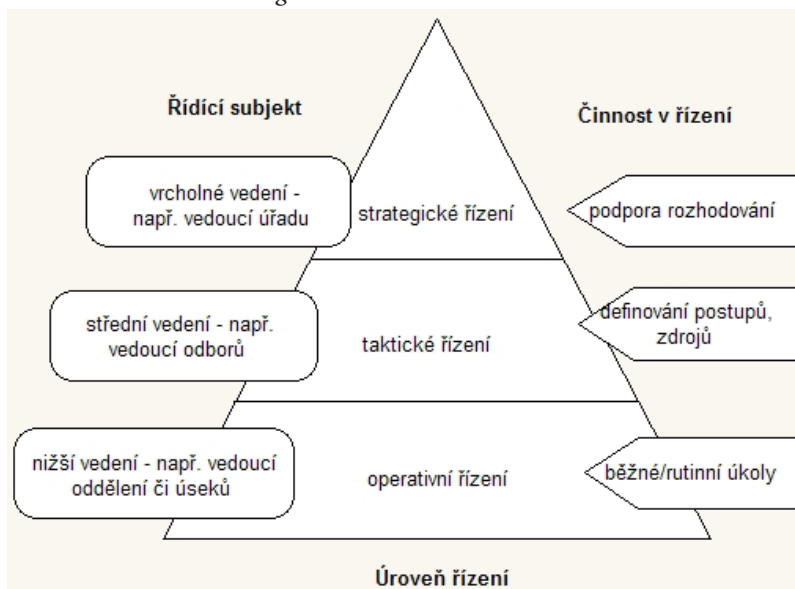 Řídící subjekt
Činnost v řízení
vrcholné vedení -
např. vedoucí úřadu
strategické řízení
podpora rozhodování
střední vedení - např.
vedoucí odborů
taktické řízení
definování postupů,
zdrojů
nižší vedení - např. vedoucí
oddělení či úseků
operativní řízení
běžné/rutinní úkoly
Úroveň řízení